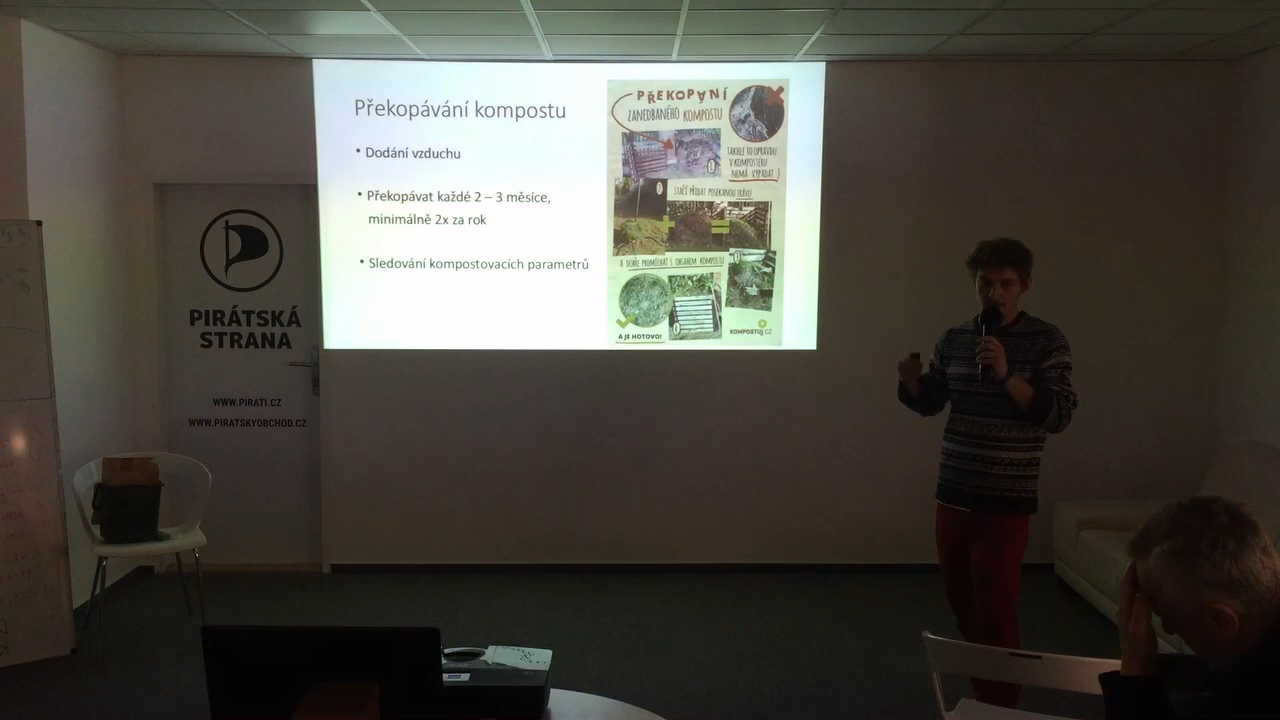 Překopávání kompostu
• Dodání vzduchu
• Překopávat každé 2 – 3 měsíce,
minimálně 2x za rok
• Sledování kompostovacích parametrů
PŘEKOPÁNÍ
ZANEDBANÉHO KOMPOSTU
TAKHLE TO OPRAVDU
V KOMPOSTÉRU
NEMÁ VYPADAT :)
STAČÍ PŘIDAT POSEKANOU TRÁVU
A DOBŘE PROMÍCHAT S OBSAHEM KOMPOSTU
A JE HOTOVO!
KOMPOSTUJ.CZ
PIRÁTSKÁ
STRANA
WWW.PIRATI.CZ
WWW.PIRATSKYOBCHOD.CZ